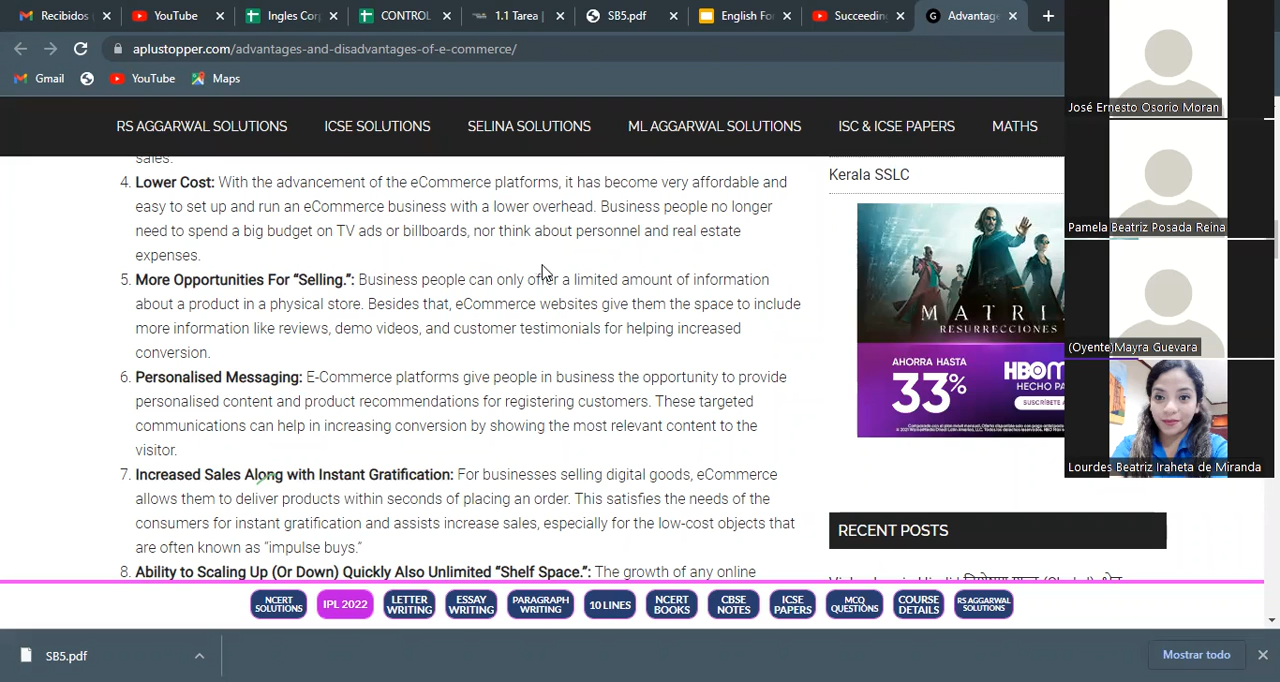 Recibidos
YouTube
Ingles Cor
CONTROL
1.1 Tarea
SB5.pdf
English Fo
Succeeding
Advantag
aplustopper.com/advantages-and-disadvantages-of-e-commerce/
Gmail
YouTube
Maps
RS AGGARWAL SOLUTIONS
ICSE SOLUTIONS
SELINA SOLUTIONS
ML AGGARWAL SOLUTIONS
ISC & ICSE PAPERS
MATHS
sales.
4. Lower Cost: With the advancement of the eCommerce platforms, it has become very affordable and
easy to set up and run an eCommerce business with a lower overhead. Business people no longer
need to spend a big budget on TV ads or billboards, nor think about personnel and real estate
expenses.
5. More Opportunities For “Selling.”: Business people can only offer a limited amount of information
about a product in a physical store. Besides that, eCommerce websites give them the space to include
more information like reviews, demo videos, and customer testimonials for helping increased
conversion.
6. Personalised Messaging: E-Commerce platforms give people in business the opportunity to provide
personalised content and product recommendations for registering customers. These targeted
communications can help in increasing conversion by showing the most relevant content to the
visitor.
7. Increased Sales Along with Instant Gratification: For businesses selling digital goods, eCommerce
allows them to deliver products within seconds of placing an order. This satisfies the needs of the
consumers for instant gratification and assists increase sales, especially for the low-cost objects that
are often known as “impulse buys.”
8. Ability to Scaling Up (Or Down) Quickly Also Unlimited “Shelf Space.”: The growth of any online
Kerala SSLC
MATRI
RESURRECCIONES
AHORRA HASTA
33%
HBOm
HECHO PA
SUSCRÍBETE A
RECENT POSTS
José Ernesto Osorio Moran
Pamela Beatriz Posada Reina
(Oyente)Mayra Guevara
Lourdes Beatriz Iraheta de Miranda
NCERT SOLUTIONS
IPL 2022
LETTER WRITING
ESSAY WRITING
PARAGRAPH WRITING
10 LINES
NCERT BOOKS
CBSE NOTES
ICSE PAPERS
MCQ QUESTIONS
COURSE DETAILS
RS AGGARWAL SOLUTIONS
SB5.pdf
Mostrar todo